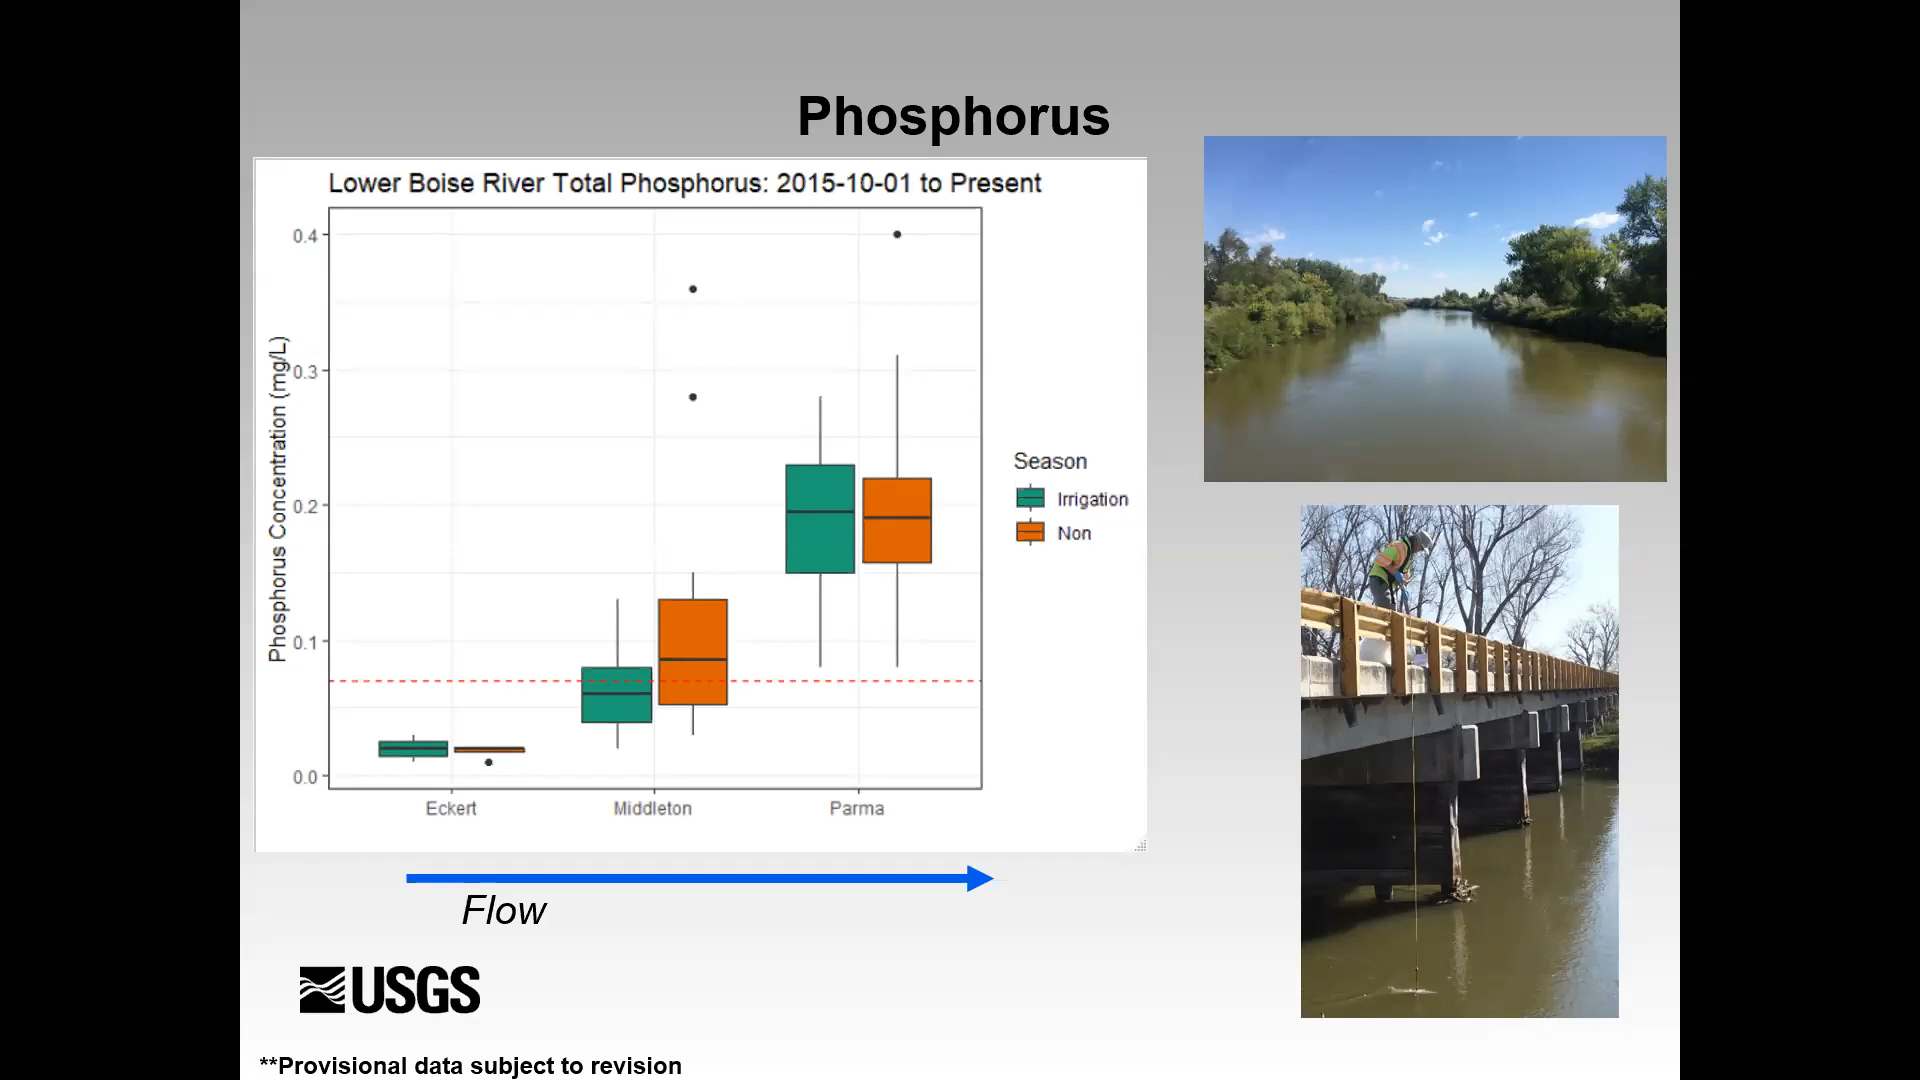 Phosphorus
Lower Boise River Total Phosphorus: 2015-10-01 to Present
Phosphorus Concentration (mg/L)
0.4
0.3
0.2
0.1
0.0
Eckert Middleton Parma
Season
Irrigation
Non
Flow
USGS
**Provisional data subject to revision